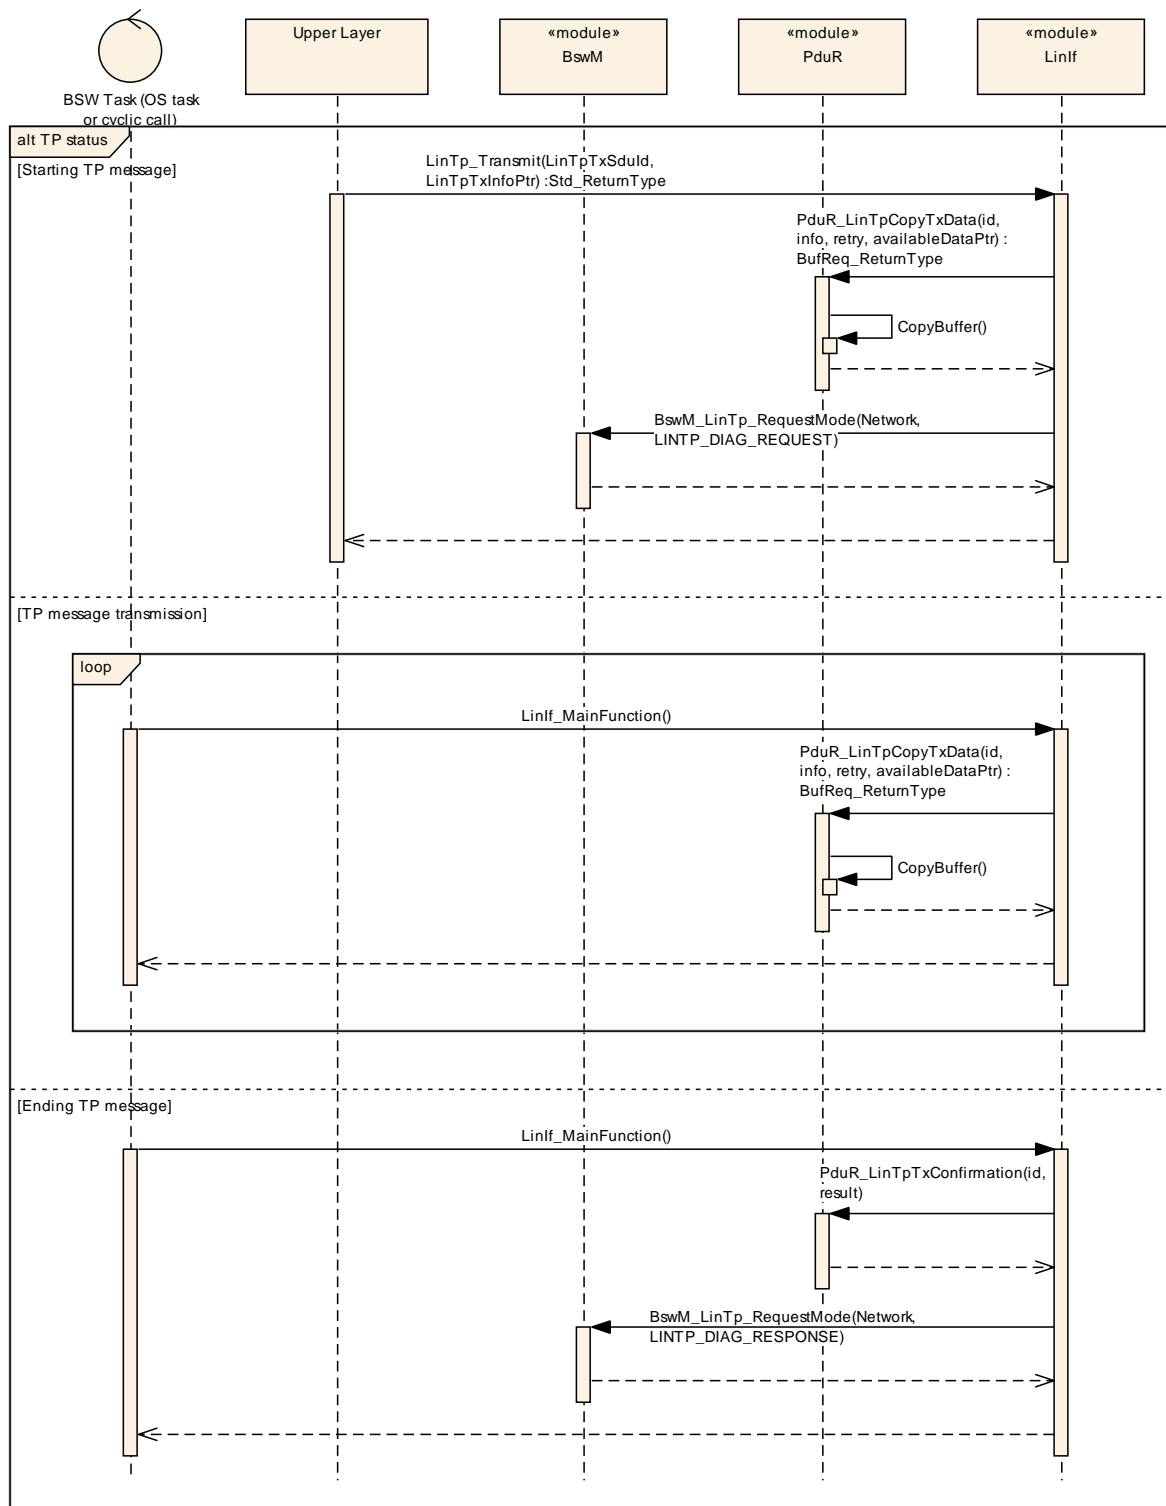 Upper Layer
«module»
BswM
«module»
PduR
«module»
LinIf
BSW Task (OS task
or cyclic call)
alt TP status
[Starting TP message]
LinTp_Transmit(LinTpTxSduId,
LinTpTxInfoPtr) :Std_ReturnType
PduR_LinTpCopyTxData(id,
info, retry, availableDataPtr) :
BufReq_ReturnType
CopyBuffer()
BswM_LinTp_RequestMode(Network,
LINTP_DIAG_REQUEST)
[TP message transmission]
loop
LinIf_MainFunction()
PduR_LinTpCopyTxData(id,
info, retry, availableDataPtr) :
BufReq_ReturnType
CopyBuffer()
[Ending TP message]
LinIf_MainFunction()
PduR_LinTpTxConfirmation(id,
result)
BswM_LinTp_RequestMode(Network,
LINTP_DIAG_RESPONSE)